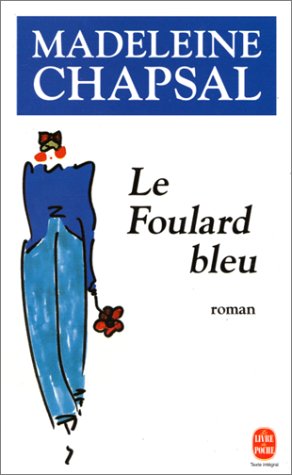 MADELEINE
CHAPSAL
Le
Foulard
bleu
roman
LE LIVRE
DE
POCHE
Texte intégral